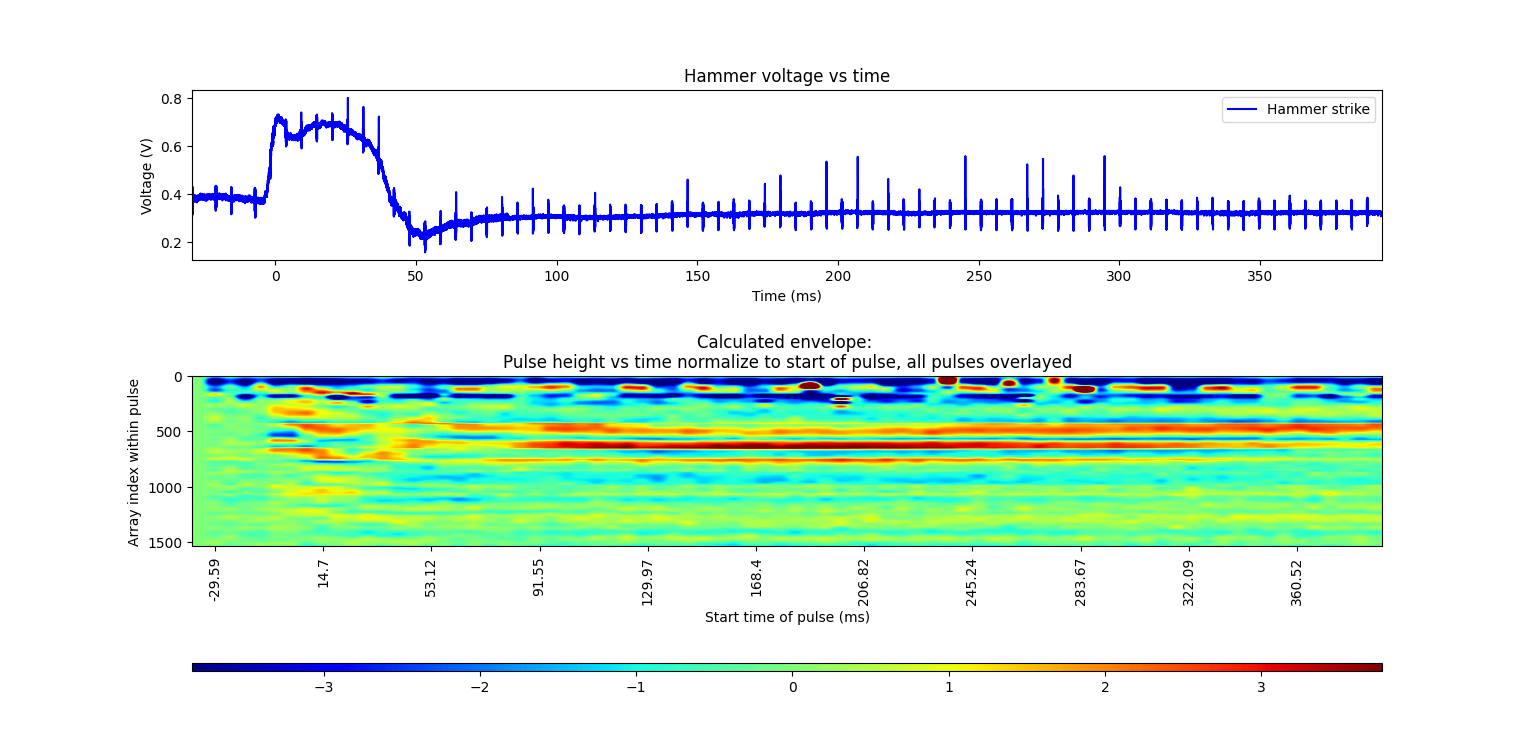 Hammer voltage vs time
Hammer strike
Voltage (V)
0.8
0.6
0.4
0.2
0 50 100 150 200 250 300 350
Time (ms)
Calculated envelope:
Pulse height vs time normalize to start of pulse, all pulses overlayed
Array index within pulse
0
500
1000
1500
-29.59 14.7 53.12 91.55 129.97 168.4 206.82 245.24 283.67 322.09 360.52
Start time of pulse (ms)
−3 −2 −1 0 1 2 3